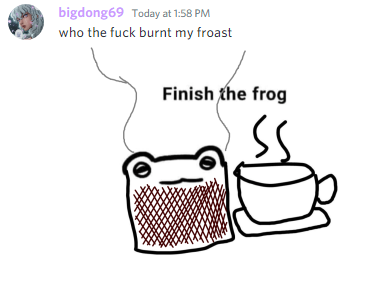 bigdong69 Today at 1:58 PM
who the fuck burnt my froast
Finish the frog